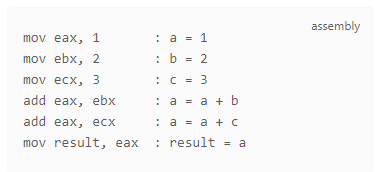 assembly
mov eax, 1       : a = 1
mov ebx, 2       : b = 2
mov ecx, 3       : c = 3
add eax, ebx     : a = a + b
add eax, ecx     : a = a + c
mov result, eax  : result = a